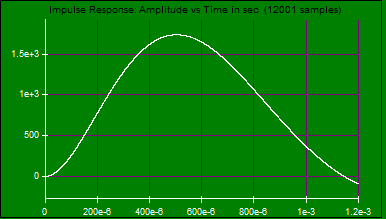 Impulse Response: Amplitude vs Time in sec (12001 samples)
1.5e+3
1e+3
500
0
0 200e-6 400e-6 600e-6 800e-6 1e-3 1.2e-3